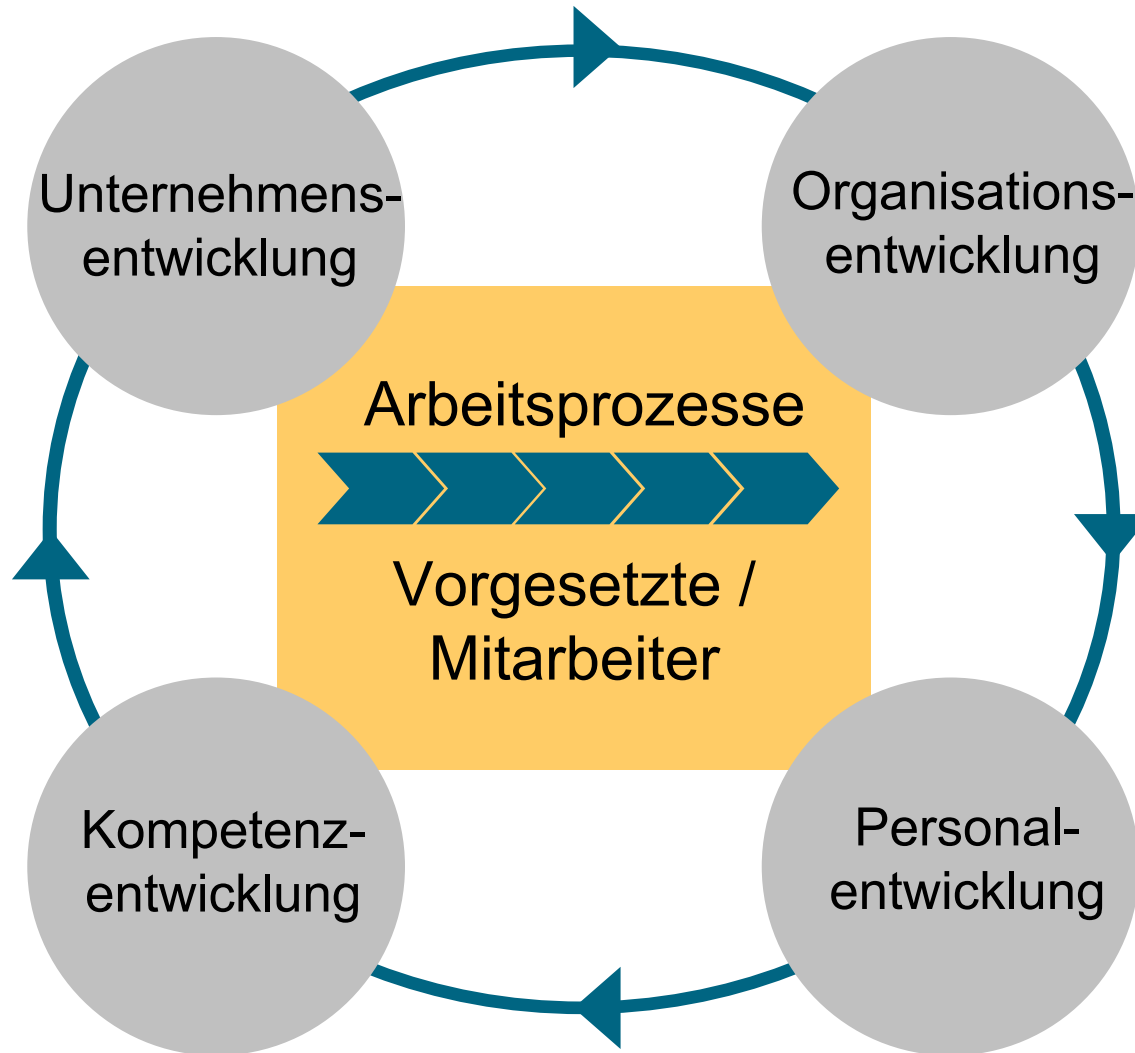 Unternehmens-
entwicklung
Organisations-
entwicklung
Arbeitsprozesse
Vorgesetzte /
Mitarbeiter
Kompetenz-
entwicklung
Personal-
entwicklung